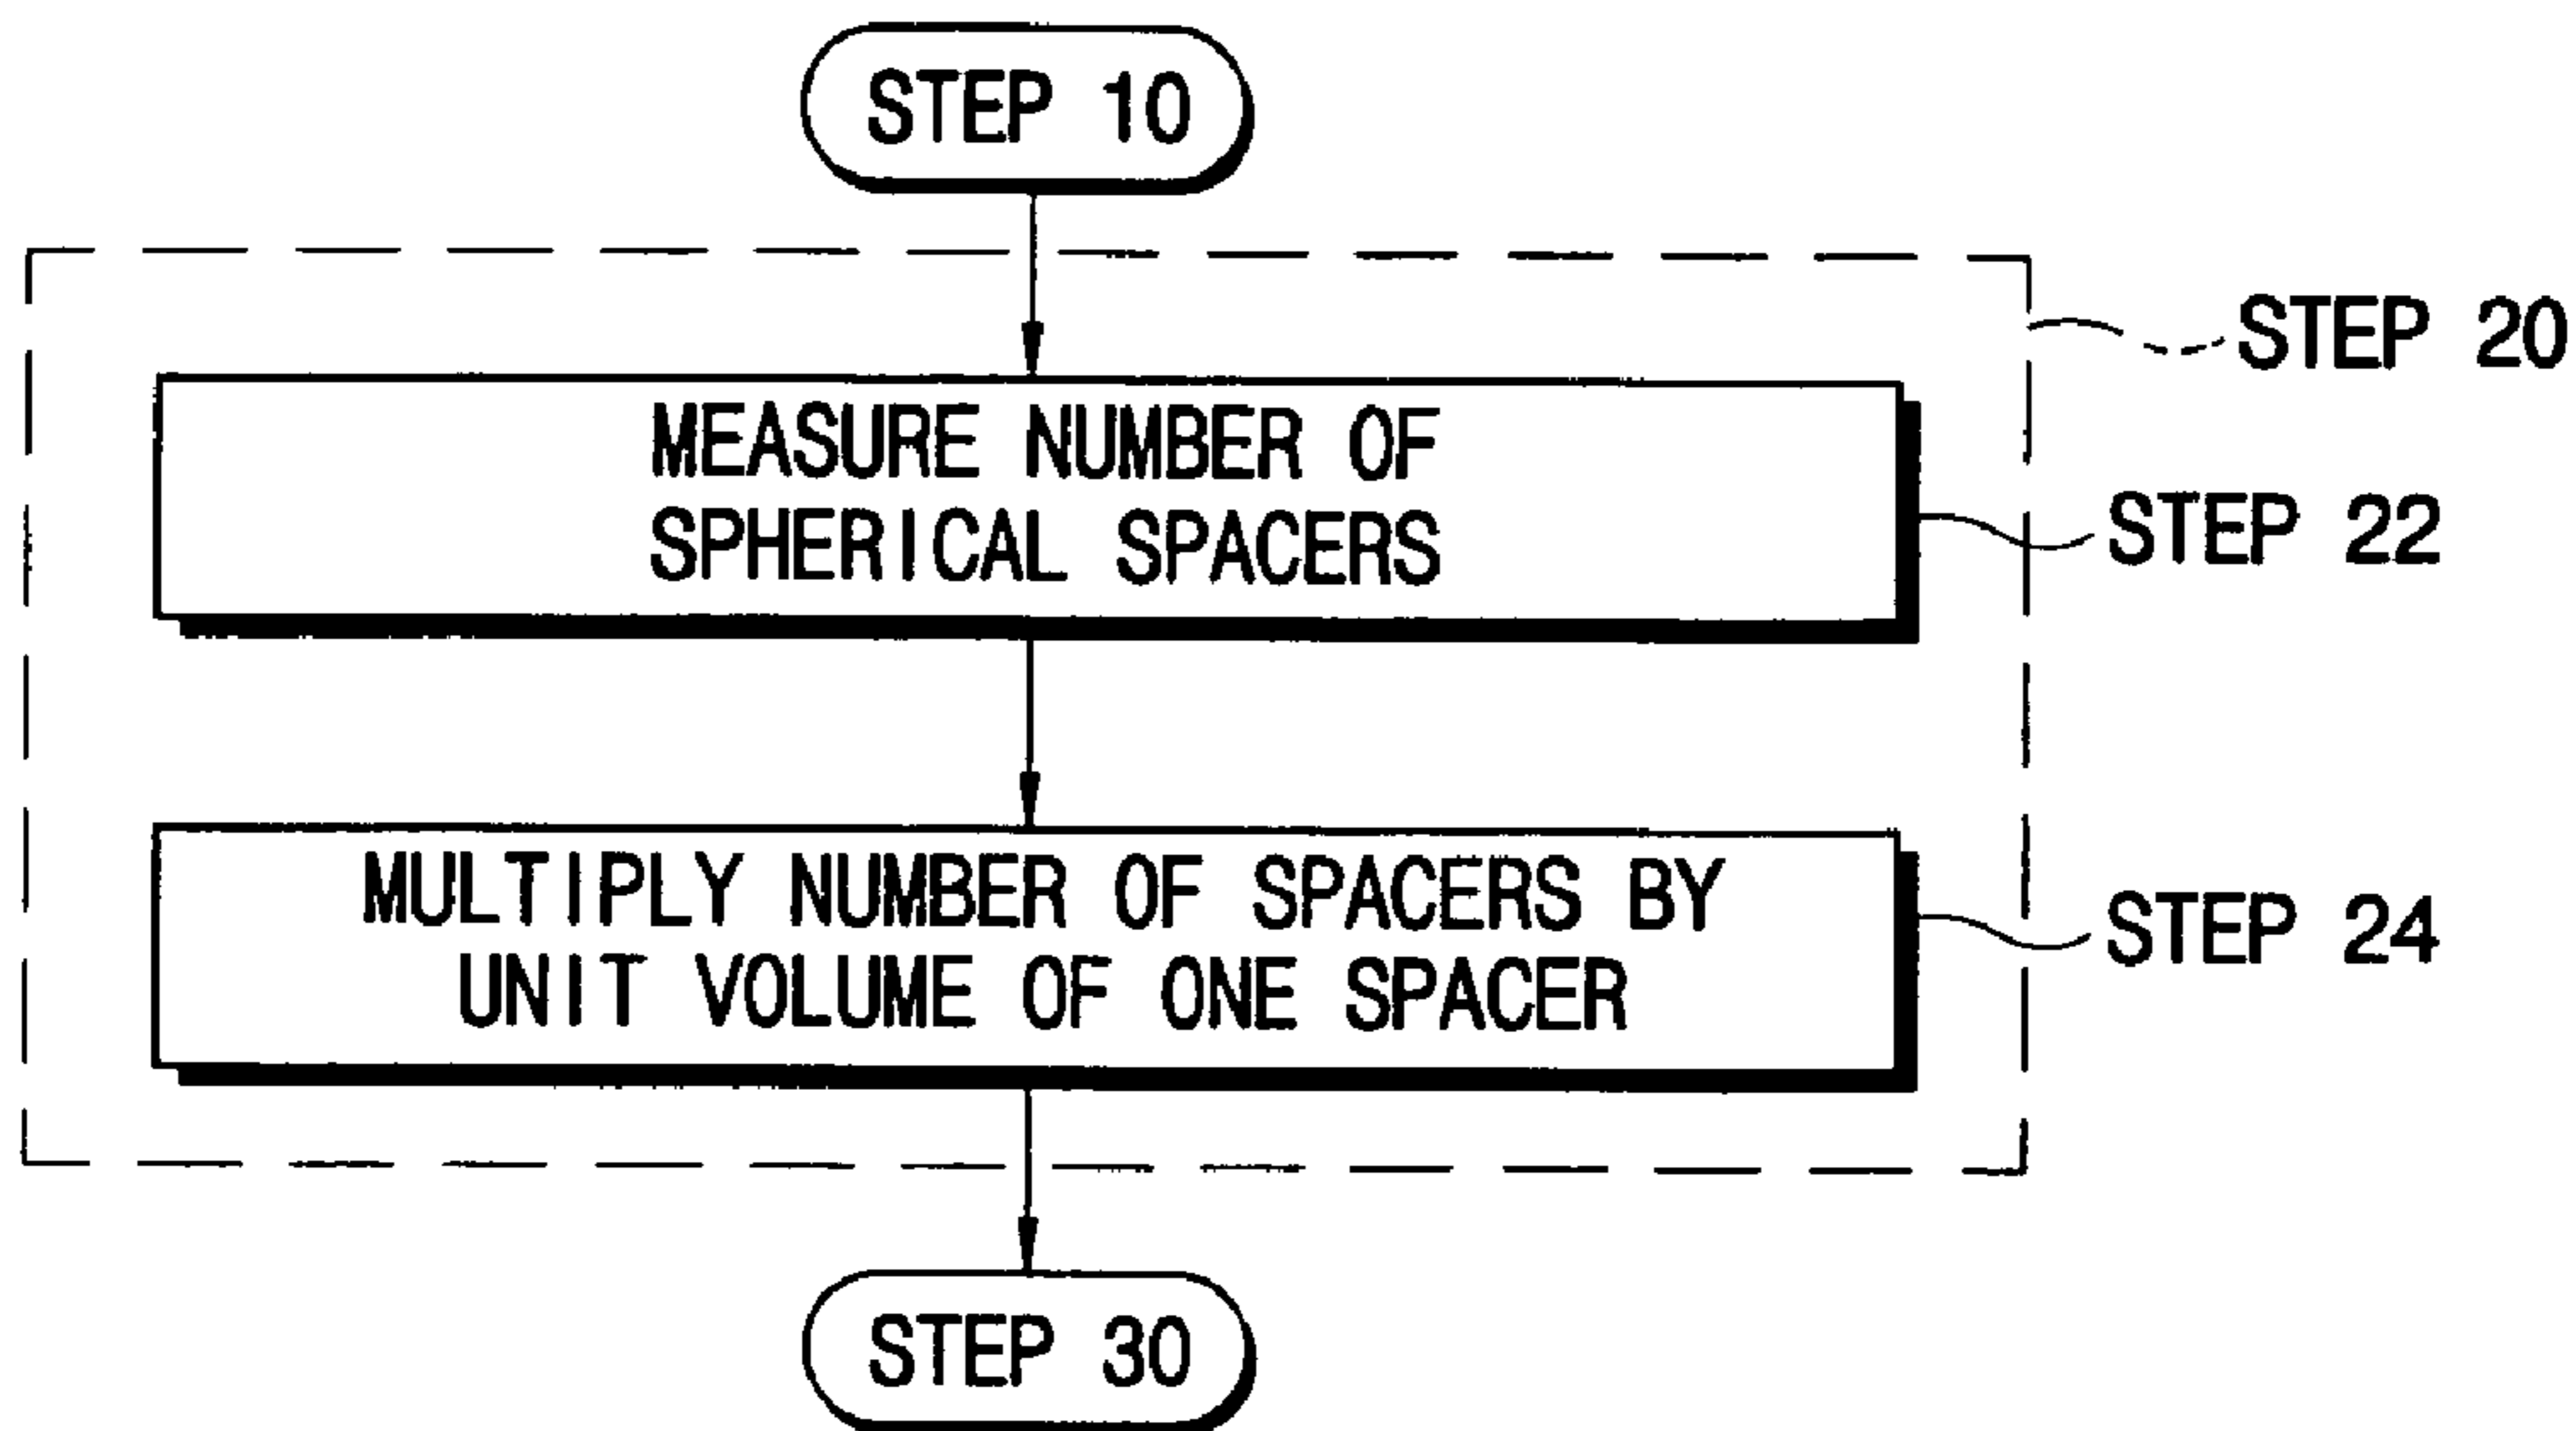 STEP 10
STEP 20
MEASURE NUMBER OF
SPHERICAL SPACERS
STEP 22
MULTIPLY NUMBER OF SPACERS BY
UNIT VOLUME OF ONE SPACER
STEP 24
STEP 30